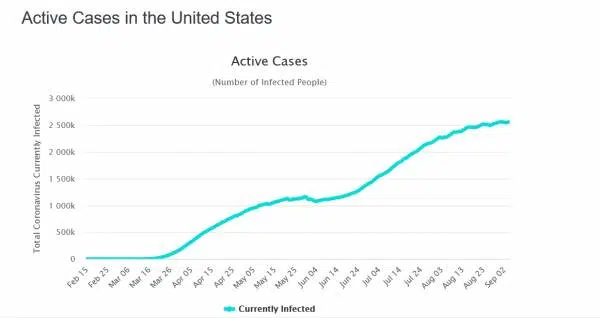 Active Cases in the United States
Active Cases
(Number of Infected People)
Total Coronavirus Currently Infected
3 000k
2 500k
2 000k
1 500k
1 000k
500k
0
Feb 15
Feb 25
Mar 06
Mar 16
Mar 26
Apr 05
Apr 15
Apr 25
May 05
May 15
May 25
Jun 04
Jun 14
Jun 24
Jul 04
Jul 14
Jul 24
Aug 03
Aug 13
Aug 23
Sep 02
Currently Infected